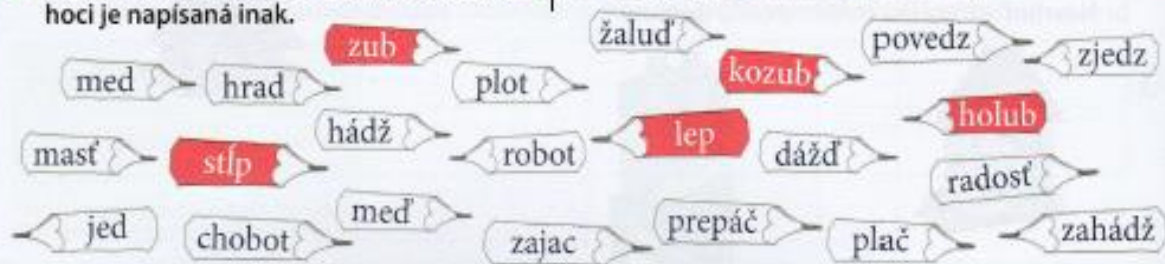 hoci je napísaná inak.
zub žaluď povedz
med hrad plot kozub zjedz
masť stĺp hádž robot lep dážď holub
radosť
jed chobot meď zajac prepáč plač zahádž